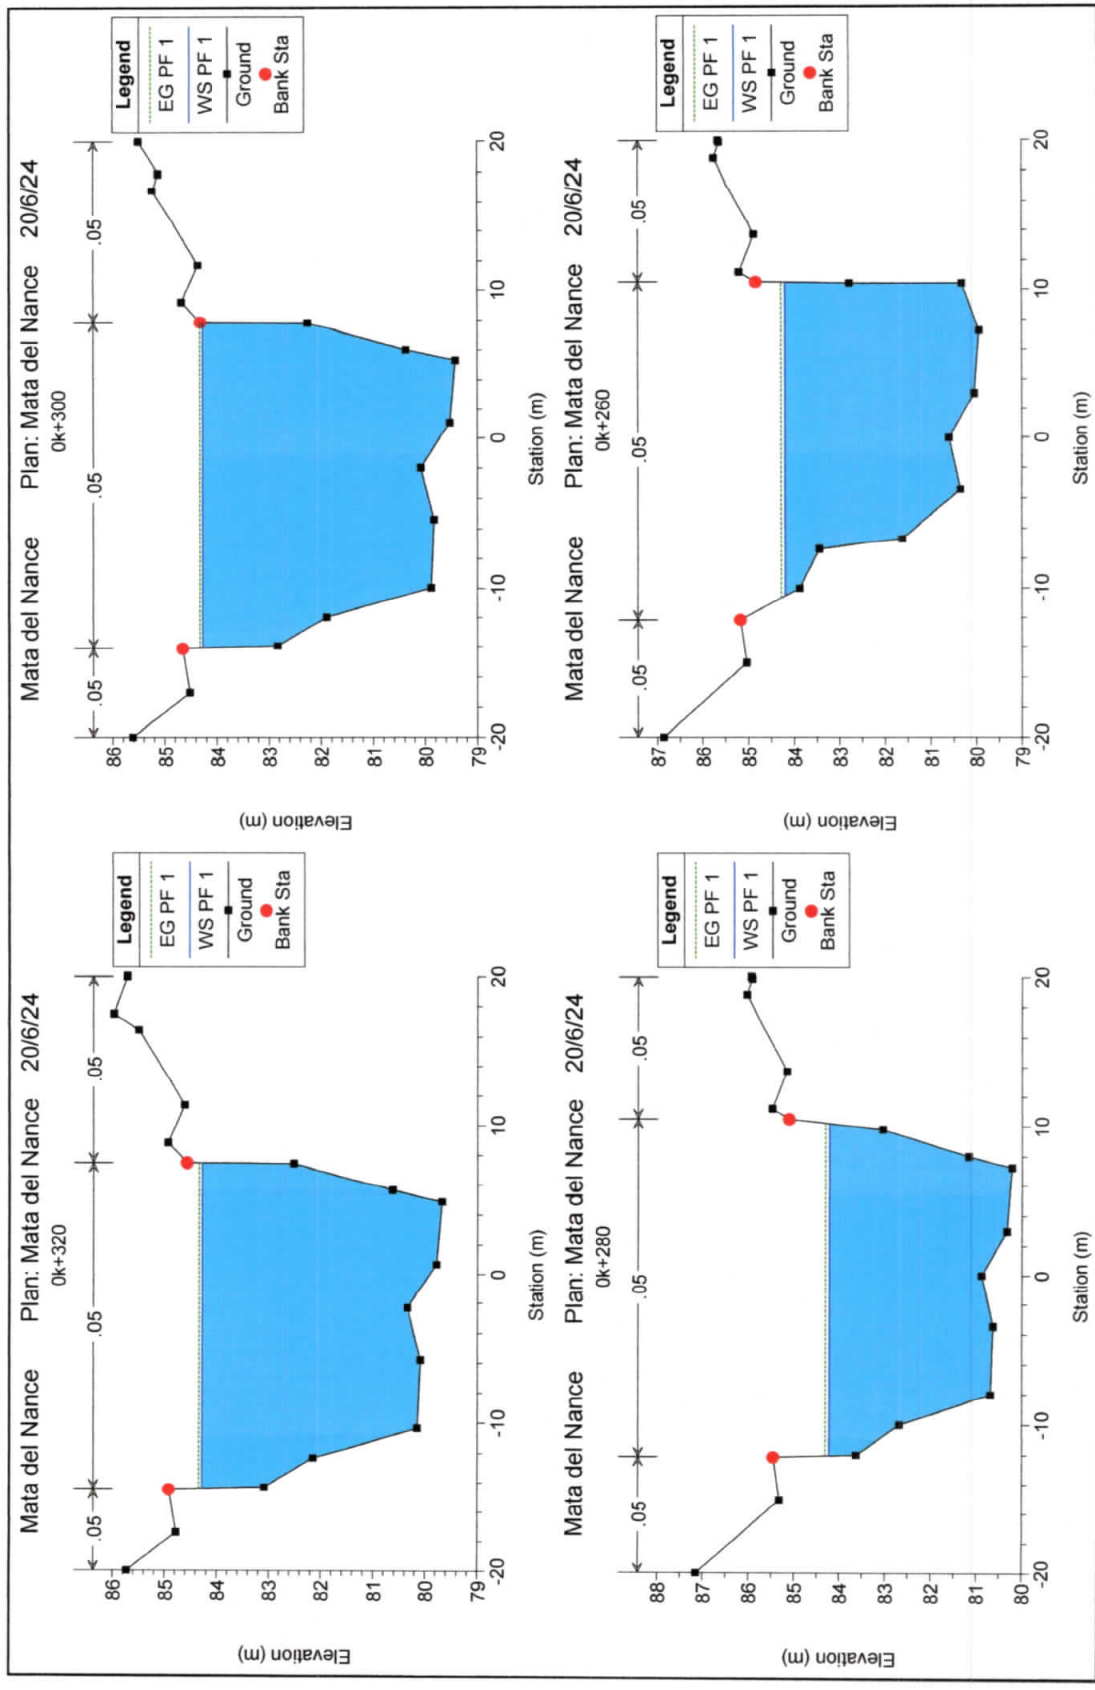 Mata del Nance Plan: Mata del Nance 20/6/24
0k+320
.05 .05 .05
86
85
84
83
82
81
80
79
-20 -10 0 10 20
Elevation (m)
Station (m)
Legend
EG PF 1
WS PF 1
Ground
Bank Sta
Mata del Nance Plan: Mata del Nance 20/6/24
0k+300
.05 .05 .05
86
85
84
83
82
81
80
79
-20 -10 0 10 20
Elevation (m)
Station (m)
Legend
EG PF 1
WS PF 1
Ground
Bank Sta
Mata del Nance Plan: Mata del Nance 20/6/24
0k+280
.05 .05 .05
88
87
86
85
84
83
82
81
80
-20 -10 0 10 20
Elevation (m)
Station (m)
Legend
EG PF 1
WS PF 1
Ground
Bank Sta
Mata del Nance Plan: Mata del Nance 20/6/24
0k+260
.05 .05 .05
87
86
85
84
83
82
81
80
79
-20 -10 0 10 20
Elevation (m)
Station (m)
Legend
EG PF 1
WS PF 1
Ground
Bank Sta